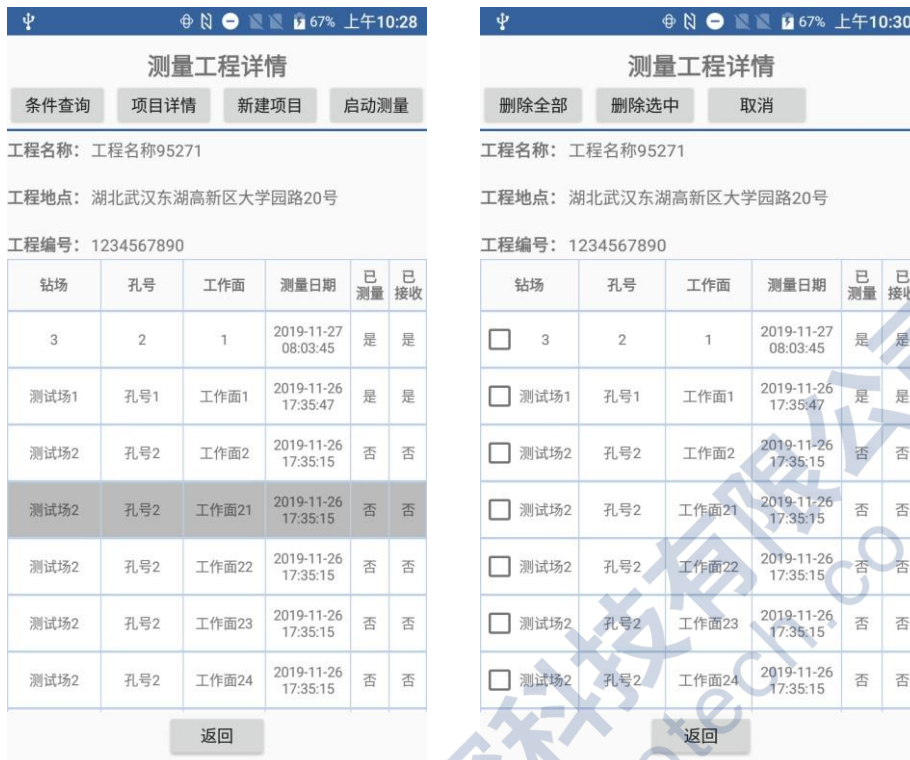 67% 上午10:28
测量工程详情
条件查询 项目详情 新建项目 启动测量
工程名称： 工程名称95271
工程地点： 湖北武汉东湖高新区大学园路20号
工程编号： 1234567890
钻场 孔号 工作面 测量日期 已测量 已接收
3 2 1 2019-11-27 08:03:45 是 是
测试场1 孔号1 工作面1 2019-11-26 17:35:47 是 是
测试场2 孔号2 工作面2 2019-11-26 17:35:15 否 否
测试场2 孔号2 工作面21 2019-11-26 17:35:15 否 否
测试场2 孔号2 工作面22 2019-11-26 17:35:15 否 否
测试场2 孔号2 工作面23 2019-11-26 17:35:15 否 否
测试场2 孔号2 工作面24 2019-11-26 17:35:15 否 否
返回
67% 上午10:30
测量工程详情
删除全部 删除选中 取消
工程名称： 工程名称95271
工程地点： 湖北武汉东湖高新区大学园路20号
工程编号： 1234567890
钻场 孔号 工作面 测量日期 已测量 已接收
3 2 1 2019-11-27 08:03:45 是 是
测试场1 孔号1 工作面1 2019-11-26 17:35:47 是 是
测试场2 孔号2 工作面2 2019-11-26 17:35:15 否 否
测试场2 孔号2 工作面21 2019-11-26 17:35:15 否 否
测试场2 孔号2 工作面22 2019-11-26 17:35:15 否 否
测试场2 孔号2 工作面23 2019-11-26 17:35:15 否 否
测试场2 孔号2 工作面24 2019-11-26 17:35:15 否 否
返回
科技有限公司
tech.co